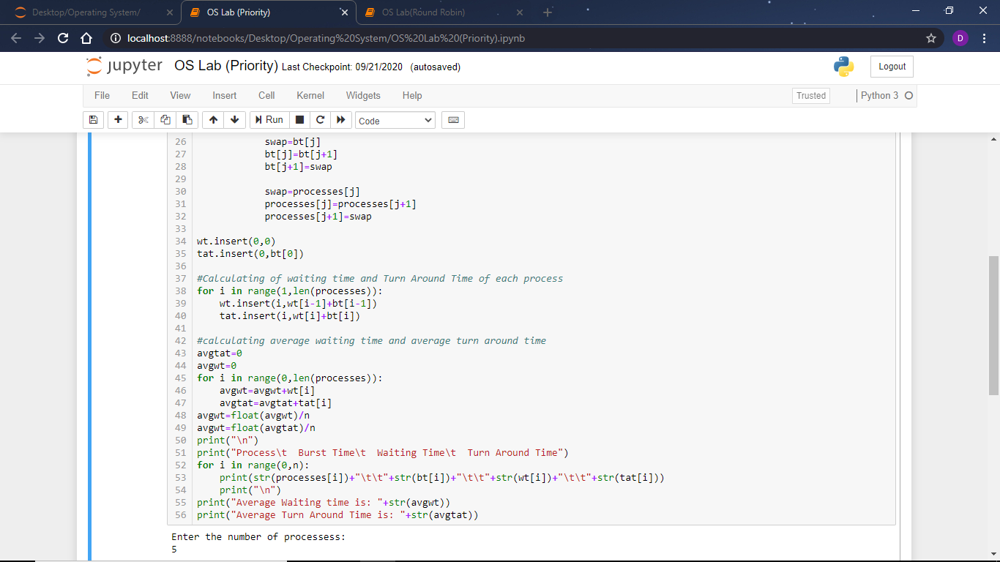 Desktop/Operating System/ OS Lab (Priority) OS Lab(Round Robin)
localhost:8888/notebooks/Desktop/Operating%20System/OS%20Lab%20(Priority).ipynb D
jupyter OS Lab (Priority) Last Checkpoint: 09/21/2020 (autosaved) Logout
File Edit View Insert Cell Kernel Widgets Help Trusted Python 3
Run Code
26 swap=bt[j]
27 bt[j]=bt[j+1]
28 bt[j+1]=swap
29
30 swap=processes[j]
31 processes[j]=processes[j+1]
32 processes[j+1]=swap
33
34 wt.insert(0,0)
35 tat.insert(0,bt[0])
36
37 #Calculating of waiting time and Turn Around Time of each process
38 for i in range(1,len(processes)):
39     wt.insert(i,wt[i-1]+bt[i-1])
40     tat.insert(i,wt[i]+bt[i])
41
42 #calculating average waiting time and average turn around time
43 avgtat=0
44 avgwt=0
45 for i in range(0,len(processes)):
46     avgwt=avgwt+wt[i]
47     avgtat=avgtat+tat[i]
48 avgwt=float(avgwt)/n
49 avgwt=float(avgtat)/n
50 print("\n")
51 print("Process\t  Burst Time\t  Waiting Time\t  Turn Around Time")
52 for i in range(0,n):
53     print(str(processes[i])+"\t\t"+str(bt[i])+"\t\t"+str(wt[i])+"\t\t"+str(tat[i]))
54     print("\n")
55 print("Average Waiting time is: "+str(avgwt))
56 print("Average Turn Around Time is: "+str(avgtat))
Enter the number of processess:
5